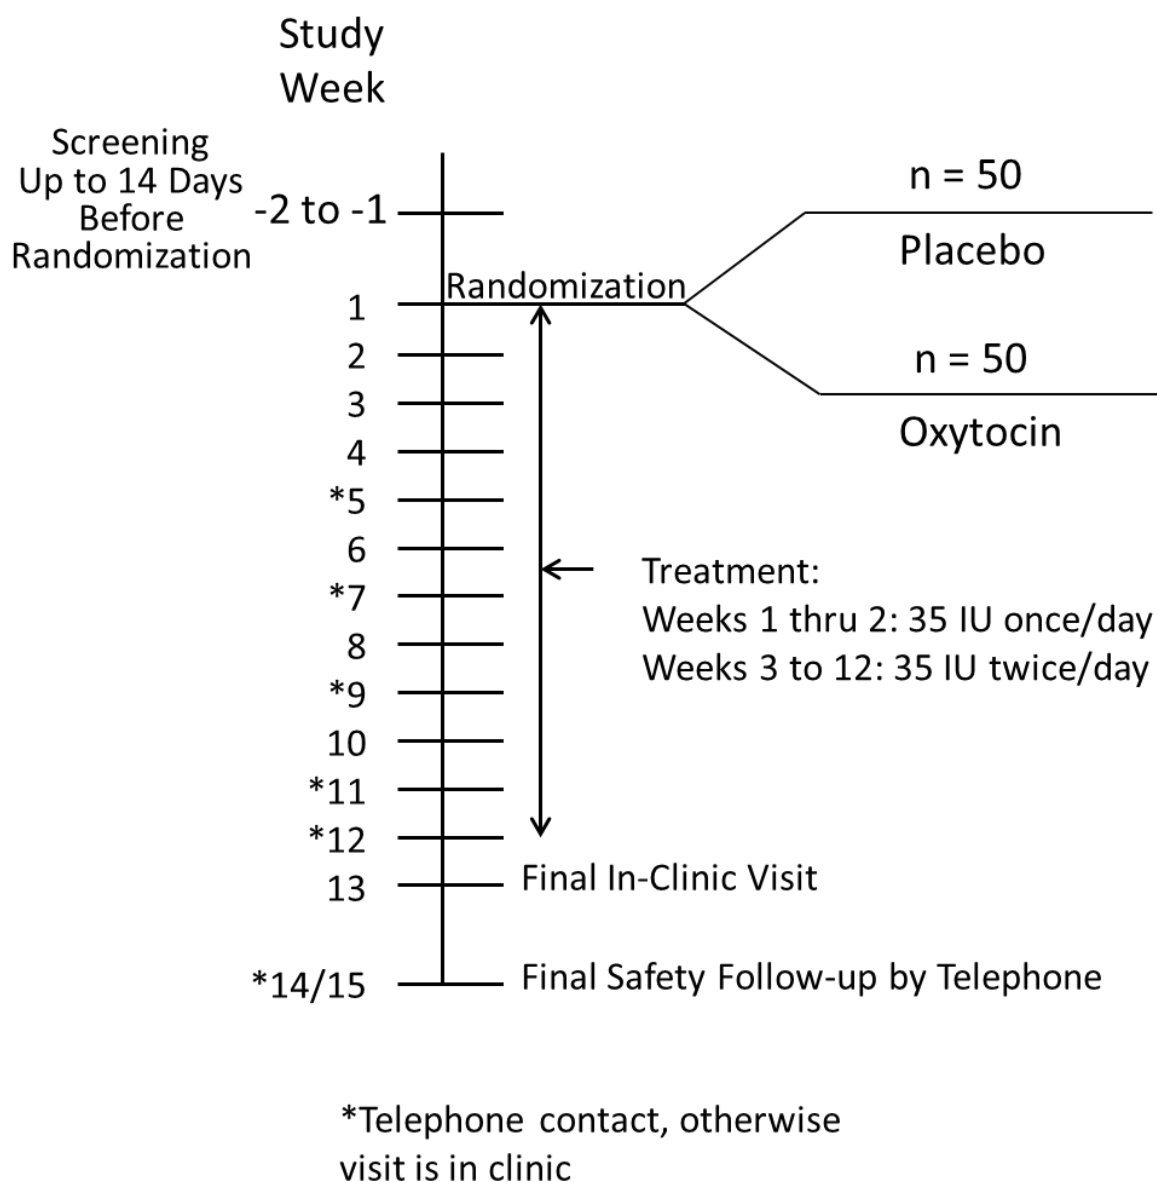 Study
Week
Screening
Up to 14 Days
Before
Randomization
-2 to -1
n = 50
Placebo
Randomization
1
2
n = 50
3
Oxytocin
4
*5
6
Treatment:
*7
Weeks 1 thru 2: 35 IU once/day
8
Weeks 3 to 12: 35 IU twice/day
*9
10
*11
*12
13
Final In-Clinic Visit
*14/15
Final Safety Follow-up by Telephone
*Telephone contact, otherwise
visit is in clinic